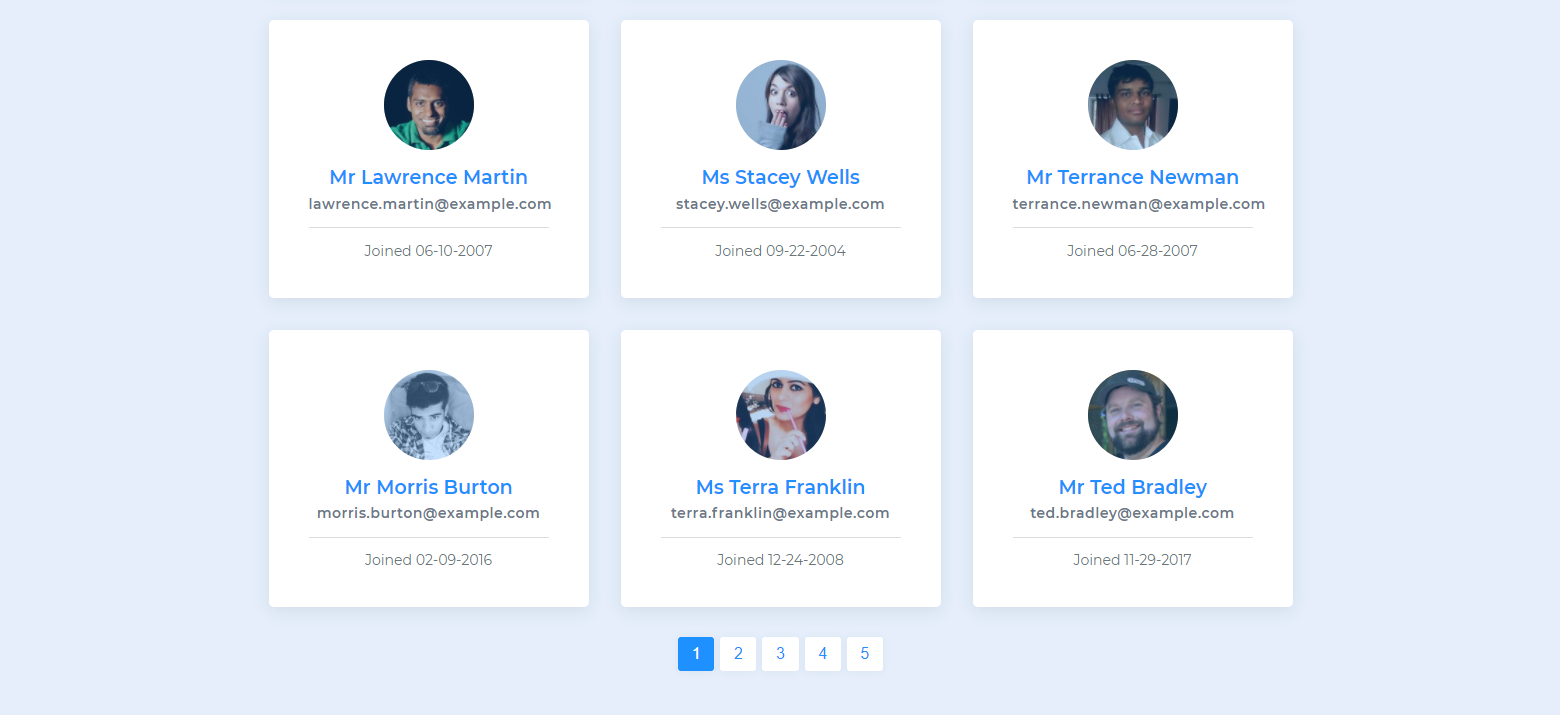 Mr Lawrence Martin
lawrence.martin@example.com
Joined 06-10-2007
Ms Stacey Wells
stacey.wells@example.com
Joined 09-22-2004
Mr Terrance Newman
terrance.newman@example.com
Joined 06-28-2007
Mr Morris Burton
morris.burton@example.com
Joined 02-09-2016
Ms Terra Franklin
terra.franklin@example.com
Joined 12-24-2008
Mr Ted Bradley
ted.bradley@example.com
Joined 11-29-2017
1 2 3 4 5